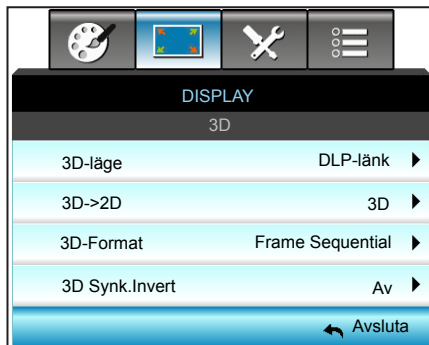 DISPLAY
3D
3D-läge DLP-länk
3D->2D 3D
3D-Format Frame Sequential
3D Synk.Invert Av
Avsluta